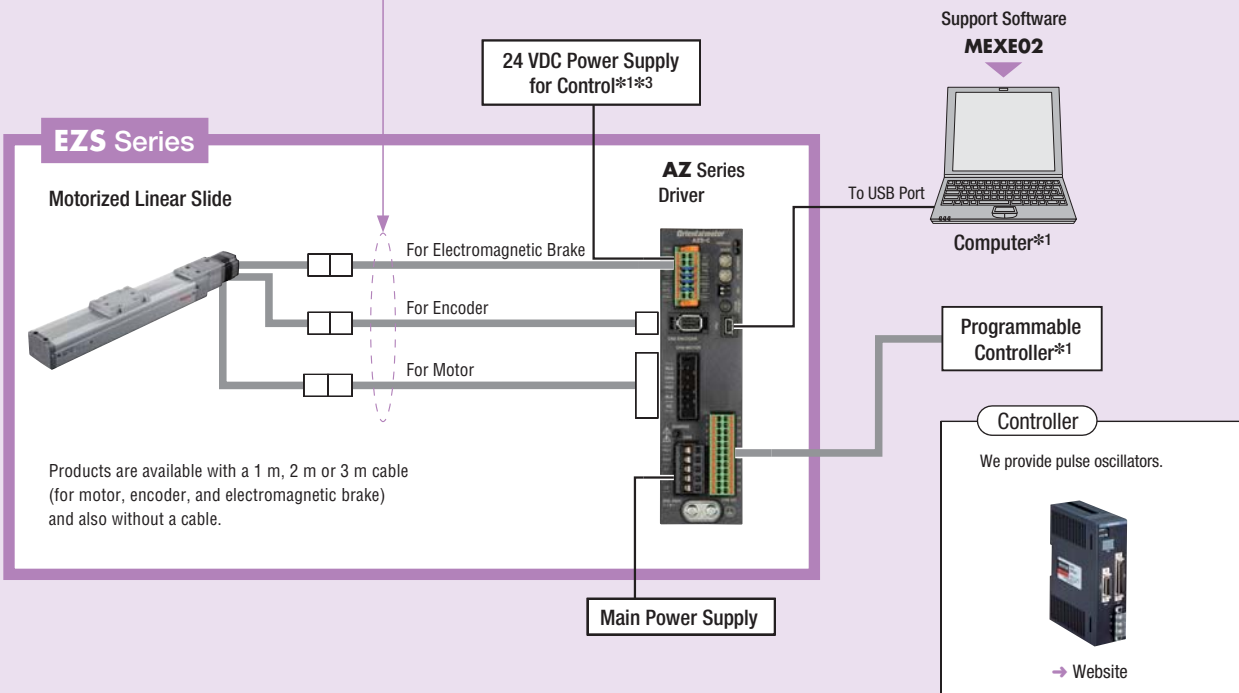 Support Software
MEXE02
24 VDC Power Supply
for Control*1*3
EZS Series
AZ Series
Driver
Motorized Linear Slide
To USB Port
Computer*1
For Electromagnetic Brake
For Encoder
For Motor
Programmable
Controller*1
Products are available with a 1 m, 2 m or 3 m cable
(for motor, encoder, and electromagnetic brake)
and also without a cable.
Main Power Supply
Controller
We provide pulse oscillators.
→ Website
Orientalmotor